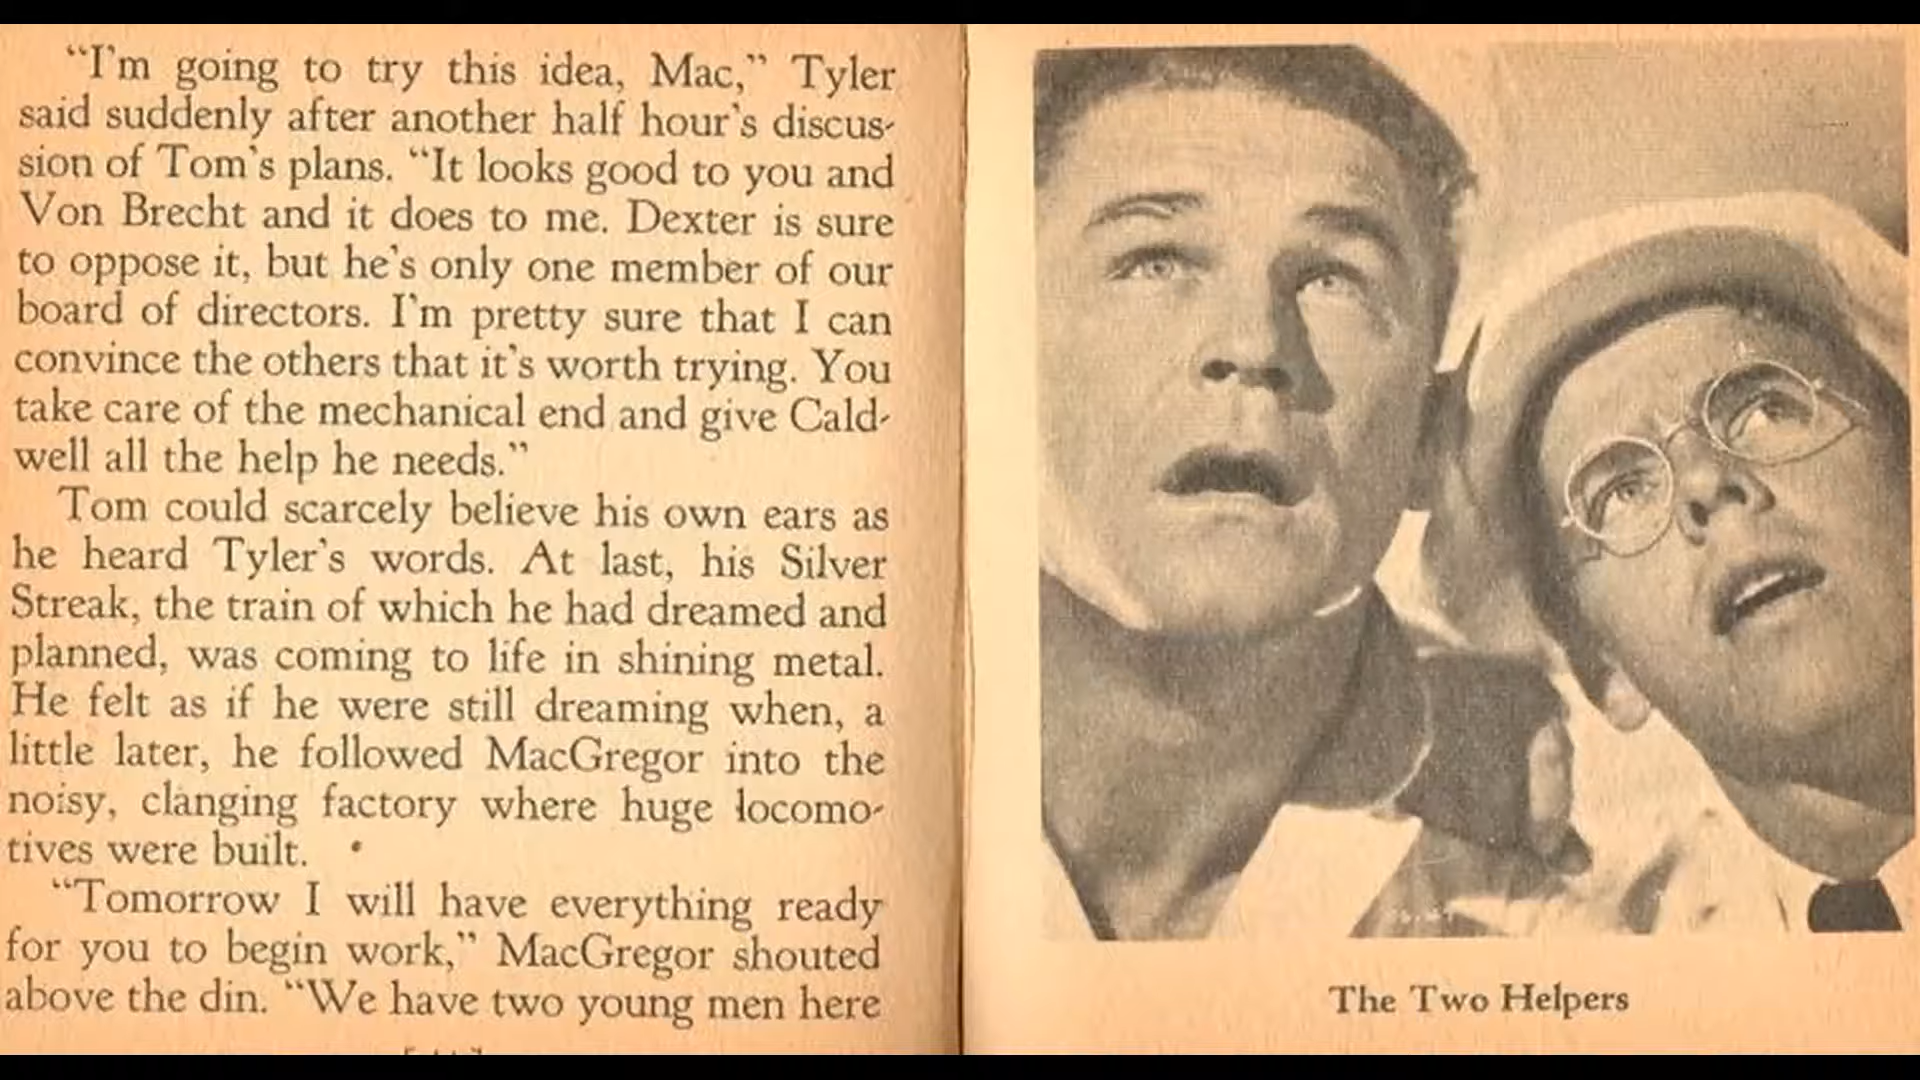 “I'm going to try this idea, Mac,” Tyler
said suddenly after another half hour's discus-
sion of Tom's plans. “It looks good to you and
Von Brecht and it does to me. Dexter is sure
to oppose it, but he's only one member of our
board of directors. I'm pretty sure that I can
convince the others that it's worth trying. You
take care of the mechanical end and give Cald-
well all the help he needs.”
Tom could scarcely believe his own ears as
he heard Tyler's words. At last, his Silver
Streak, the train of which he had dreamed and
planned, was coming to life in shining metal.
He felt as if he were still dreaming when, a
little later, he followed MacGregor into the
noisy, clanging factory where huge locomo-
tives were built.
“Tomorrow I will have everything ready
for you to begin work,” MacGregor shouted
above the din. “We have two young men here
The Two Helpers